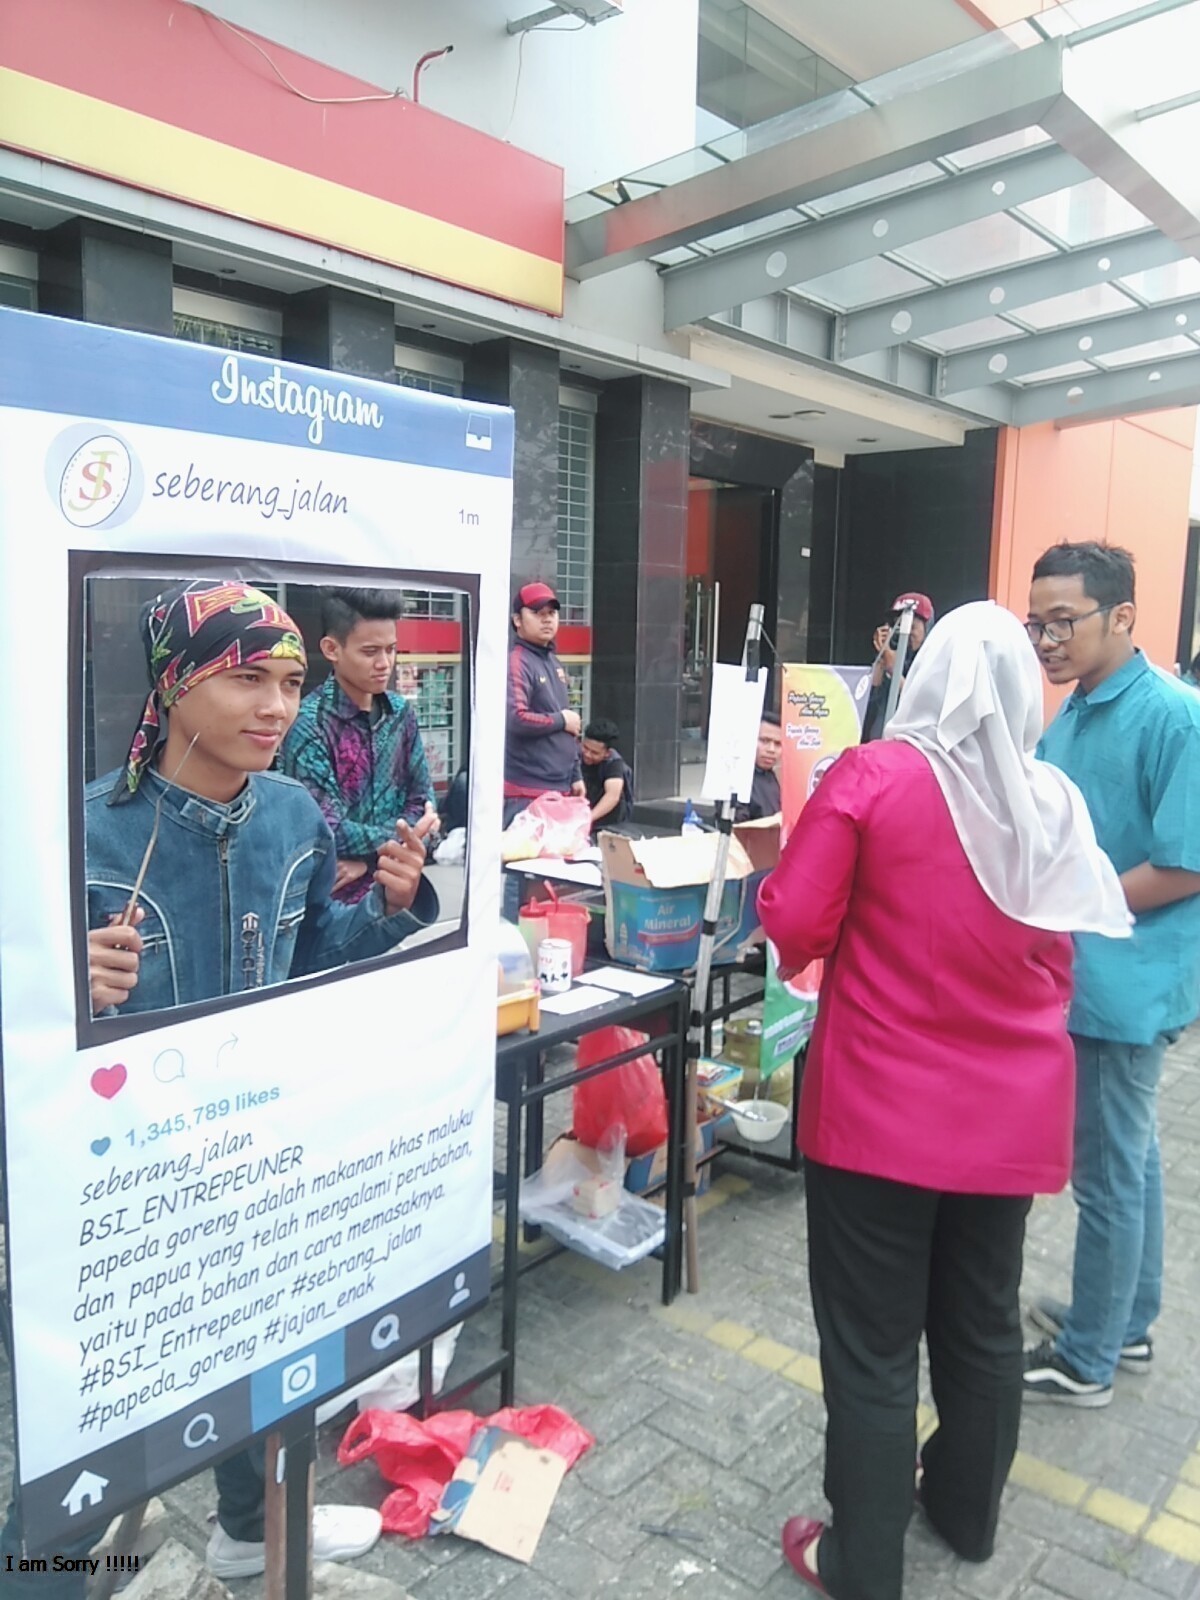 Instagram
SJ
seberang_jalan
1m
1,345,789 likes
seberang_jalan
BSI_ENTREPEUNER
papeda goreng adalah makanan khas maluku
dan papua yang telah mengalami perubahan,
yaitu pada bahan dan cara memasaknya.
#BSI_Entrepeuner #sebrang_jalan
#papeda_goreng #jajan_enak
Air
Mineral
I am Sorry !!!!!